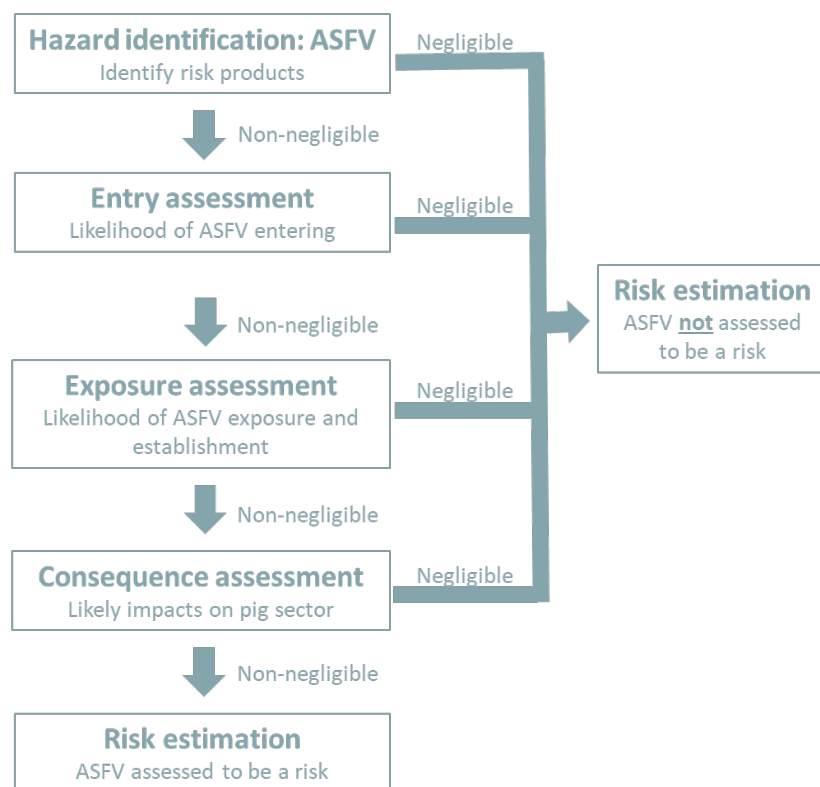 Hazard identification: ASFV
Identify risk products
Negligible
Non-negligible
Entry assessment
Likelihood of ASFV entering
Negligible
Non-negligible
Risk estimation
ASFV not assessed
to be a risk
Exposure assessment
Likelihood of ASFV exposure and
establishment
Negligible
Non-negligible
Consequence assessment
Likely impacts on pig sector
Negligible
Non-negligible
Risk estimation
ASFV assessed to be a risk